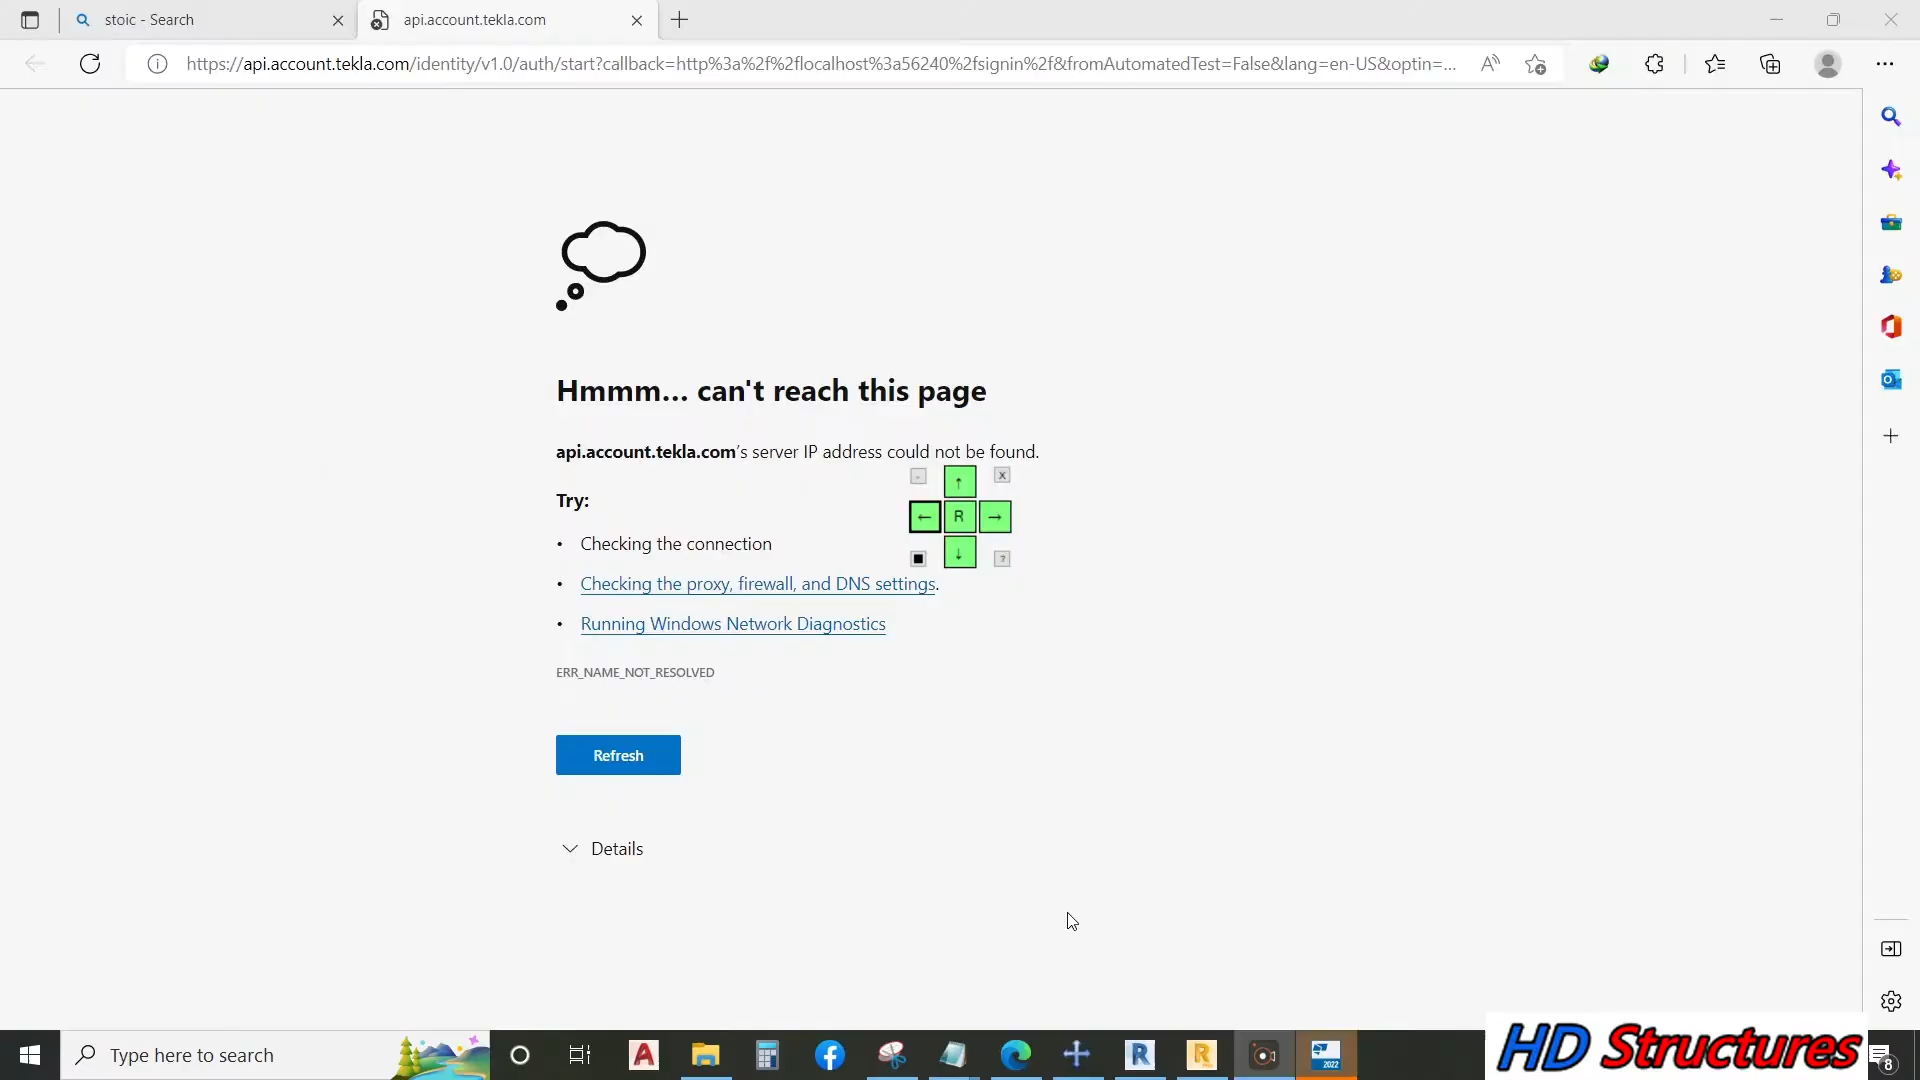 stoic - Search
api.account.tekla.com
https://api.account.tekla.com/identity/v1.0/auth/start?callback=http%3a%2f%2flocalhost%3a56240%2fsignin%2f&fromAutomatedTest=False&lang=en-US&optin=...
Hmmm... can't reach this page
api.account.tekla.com's server IP address could not be found.
Try:
• Checking the connection
• Checking the proxy, firewall, and DNS settings.
• Running Windows Network Diagnostics
R
X
?
ERR_NAME_NOT_RESOLVED
Refresh
Details
Type here to search
2022
HD Structures
8